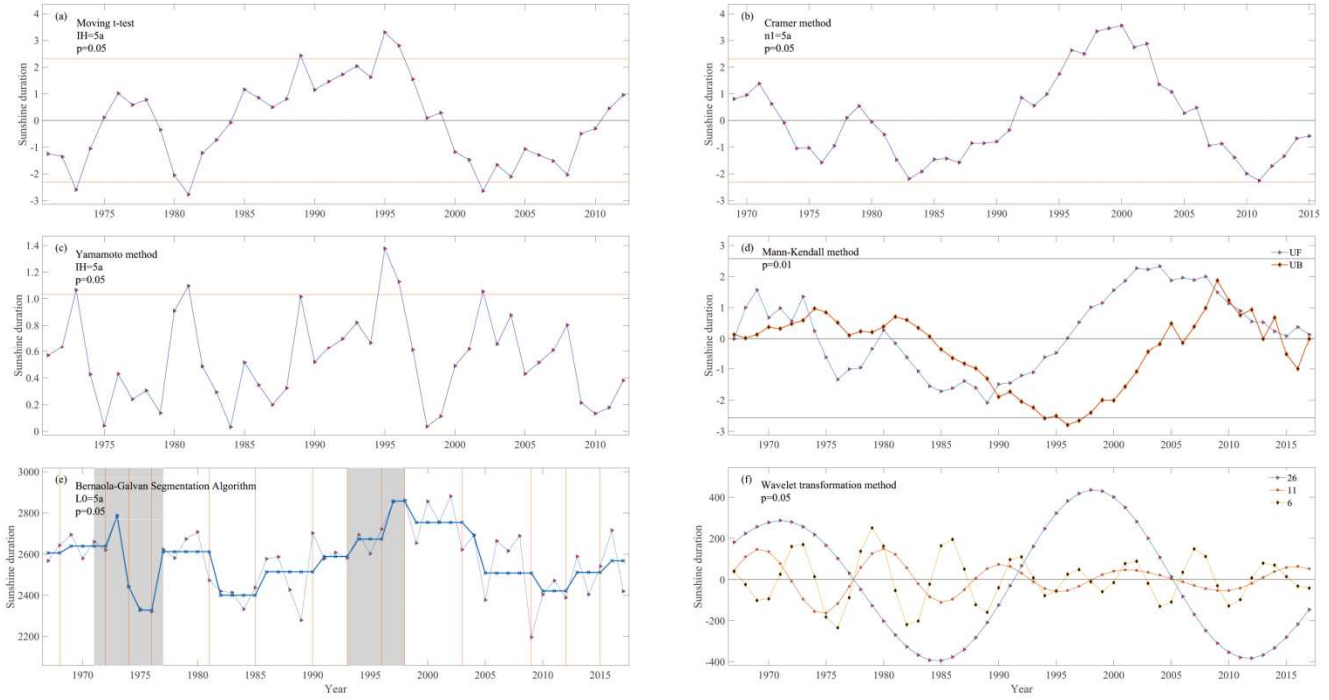 (a)
Moving t-test
IH=5a
p=0.05
Sunshine duration
4
3
2
1
0
-1
-2
-3
1975 1980 1985 1990 1995 2000 2005 2010
(b)
Cramer method
n1=5a
p=0.05
Sunshine duration
4
3
2
1
0
-1
-2
-3
1970 1975 1980 1985 1990 1995 2000 2005 2010 2015
(c)
Yamamoto method
IH=5a
p=0.05
Sunshine duration
1.4
1.2
1.0
0.8
0.6
0.4
0.2
0
1975 1980 1985 1990 1995 2000 2005 2010
(d)
Mann-Kendall method
p=0.01
UF
UB
Sunshine duration
3
2
1
0
-1
-2
-3
1970 1975 1980 1985 1990 1995 2000 2005 2010 2015
(e)
Bernaola-Galvan Segmentation Algorithm
L0=5a
p=0.05
Sunshine duration
3000
2800
2600
2400
2200
1970 1975 1980 1985 1990 1995 2000 2005 2010 2015
Year
(f)
Wavelet transformation method
p=0.05
26
11
6
Sunshine duration
400
200
0
-200
-400
1970 1975 1980 1985 1990 1995 2000 2005 2010 2015
Year